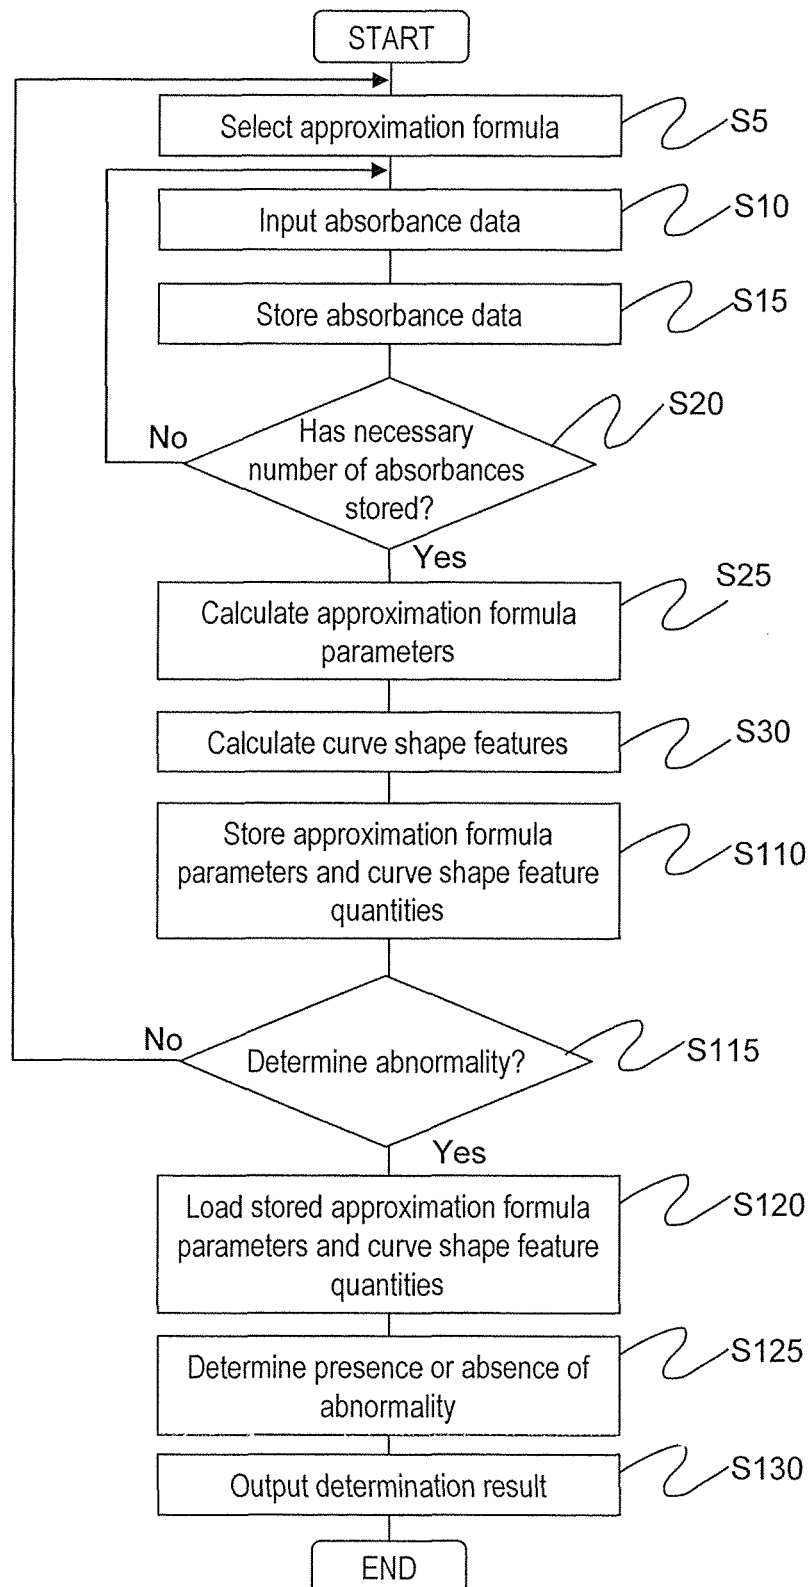 START
Select approximation formula
S5
Input absorbance data
S10
Store absorbance data
S15
Has necessary
number of absorbances
stored?
S20
No
Yes
Calculate approximation formula
parameters
S25
Calculate curve shape features
S30
Store approximation formula
parameters and curve shape feature
quantities
S110
No
Determine abnormality?
S115
Yes
Load stored approximation formula
parameters and curve shape feature
quantities
S120
Determine presence or absence of
abnormality
S125
Output determination result
S130
END